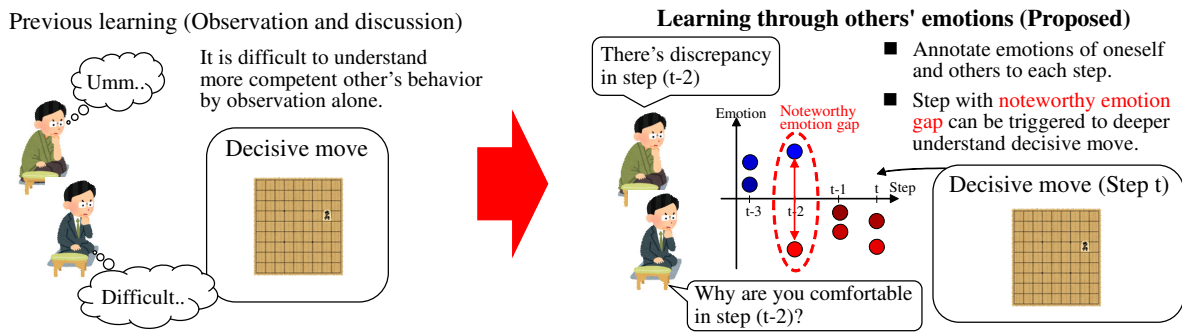 Previous learning (Observation and discussion)
Umm..
It is difficult to understand
more competent other's behavior
by observation alone.
Decisive move
Difficult..
Learning through others' emotions (Proposed)
There's discrepancy
in step (t-2)
■ Annotate emotions of oneself
and others to each step.
■ Step with noteworthy emotion
gap can be triggered to deeper
understand decisive move.
Emotion
Noteworthy
emotion gap
t-3
t-2
t-1
t
Step
Decisive move (Step t)
Why are you comfortable
in step (t-2)?